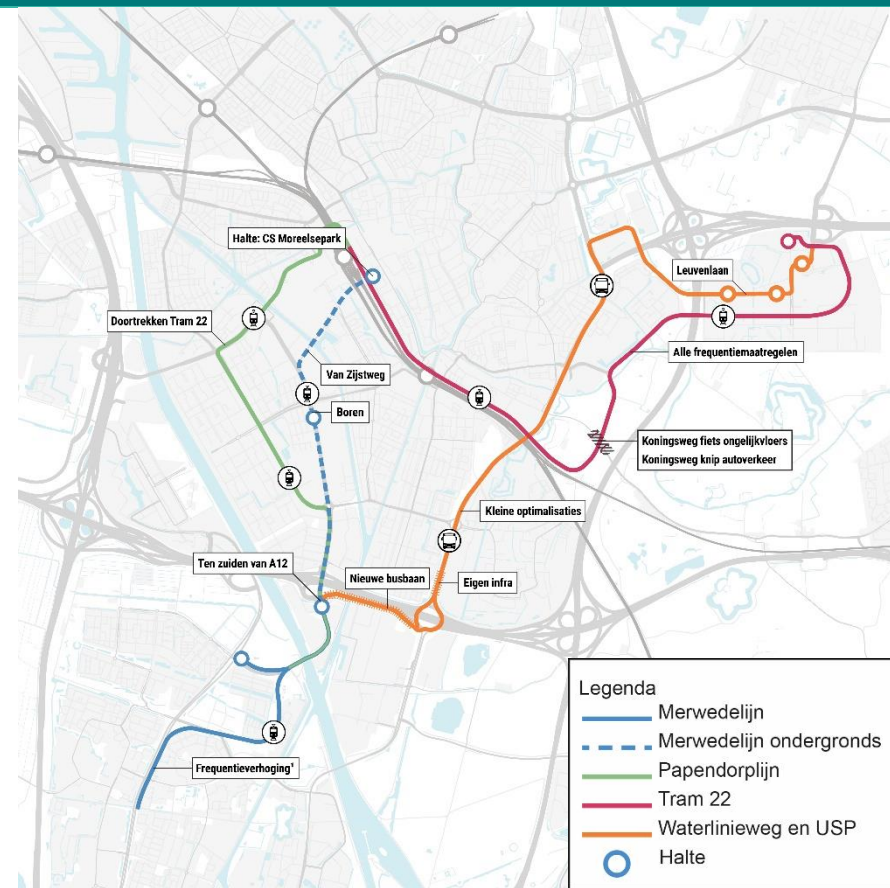 Halte: CS Moreelsepark
Leuvenlaan
Doortrekken Tram 22
Alle frequentiemaatregelen
Van Zijstweg
Boren
Koningsweg fiets ongelijkvloers
Koningsweg knip autoverkeer
Kleine optimalisaties
Ten zuiden van A12
Nieuwe busbaan
Eigen infra
Frequentieverhoging¹
Legenda
Merwedelijn
Merwedelijn ondergronds
Papendorplijn
Tram 22
Waterlinieweg en USP
Halte